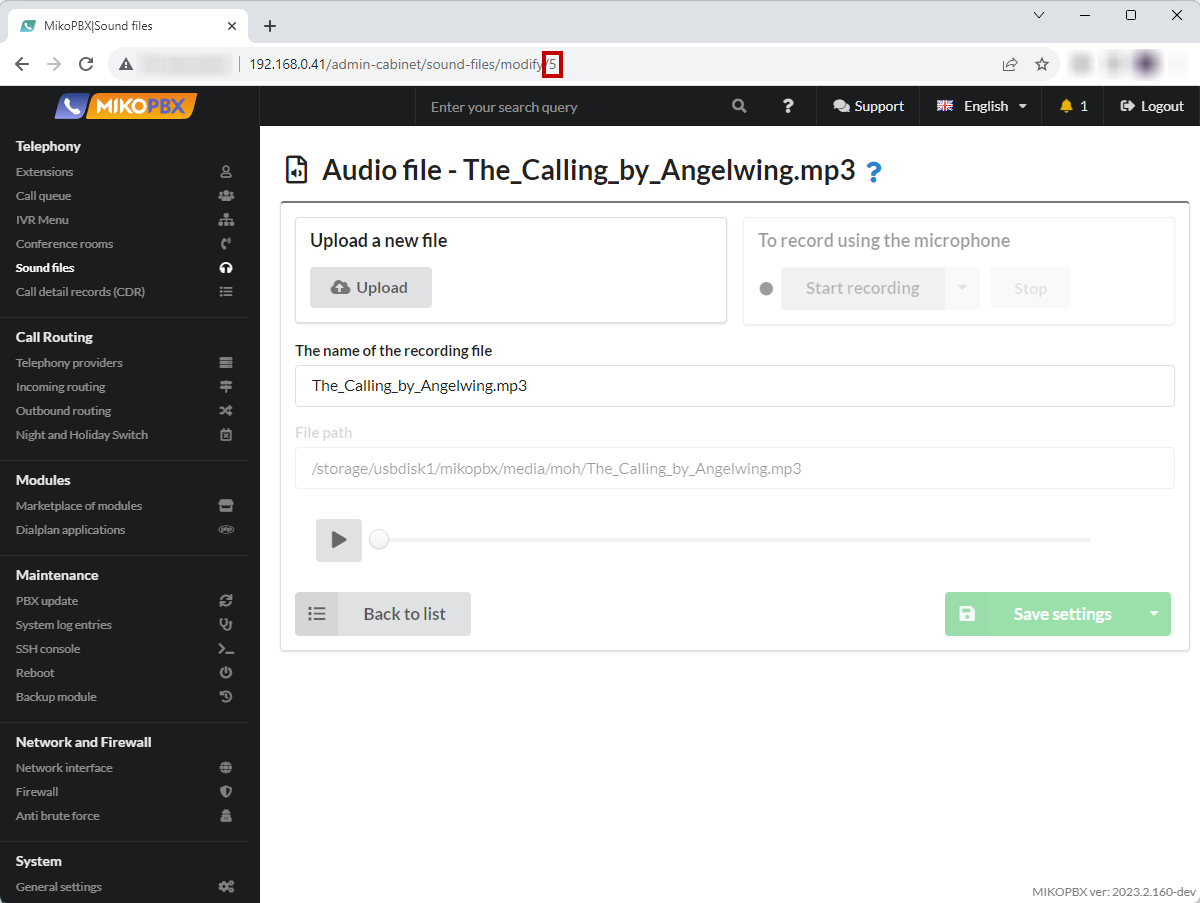 MikoPBX|Sound files
192.168.0.41/admin-cabinet/sound-files/modify/5
MIKOPBX
Enter your search query
?
Support
English
1
Logout
Telephony
Extensions
Call queue
IVR Menu
Conference rooms
Sound files
Call detail records (CDR)
Call Routing
Telephony providers
Incoming routing
Outbound routing
Night and Holiday Switch
Modules
Marketplace of modules
Dialplan applications
Maintenance
PBX update
System log entries
SSH console
Reboot
Backup module
Network and Firewall
Network interface
Firewall
Anti brute force
System
General settings
Audio file - The_Calling_by_Angelwing.mp3 ?
Upload a new file
Upload
To record using the microphone
Start recording
Stop
The name of the recording file
The_Calling_by_Angelwing.mp3
File path
/storage/usbdisk1/mikopbx/media/moh/The_Calling_by_Angelwing.mp3
Back to list
Save settings
MIKOPBX ver: 2023.2.160-dev